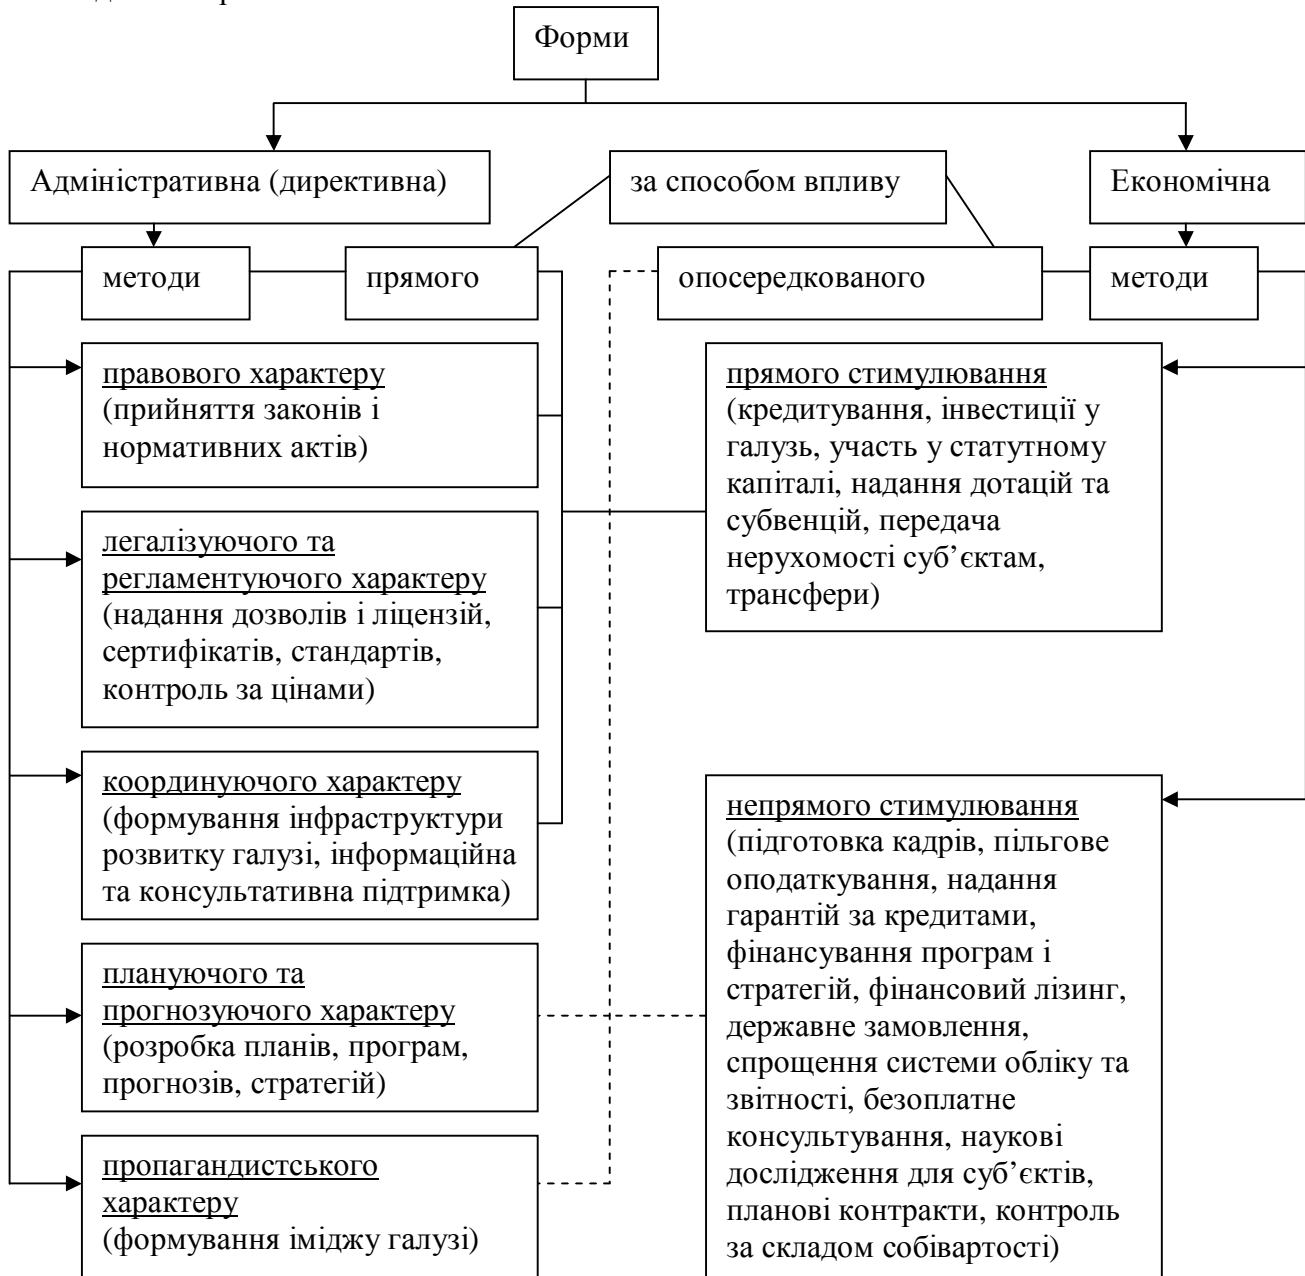 Форми
Адміністративна (директивна)
за способом впливу
Економічна
методи
прямого
опосередкованого
методи
правового характеру
(прийняття законів і
нормативних актів)
легалізуючого та
регламентуючого характеру
(надання дозволів і ліцензій,
сертифікатів, стандартів,
контроль за цінами)
координуючого характеру
(формування інфраструктури
розвитку галузі, інформаційна
та консультативна підтримка)
плануючого та
прогнозуючого характеру
(розробка планів, програм,
прогнозів, стратегій)
пропагандистського
характеру
(формування іміджу галузі)
прямого стимулювання
(кредитування, інвестиції у
галузь, участь у статутному
капіталі, надання дотацій та
субвенцій, передача
нерухомості суб’єктам,
трансфери)
непрямого стимулювання
(підготовка кадрів, пільгове
оподаткування, надання
гарантій за кредитами,
фінансування програм і
стратегій, фінансовий лізинг,
державне замовлення,
спрощення системи обліку та
звітності, безоплатне
консультування, наукові
дослідження для суб’єктів,
планові контракти, контроль
за складом собівартості)